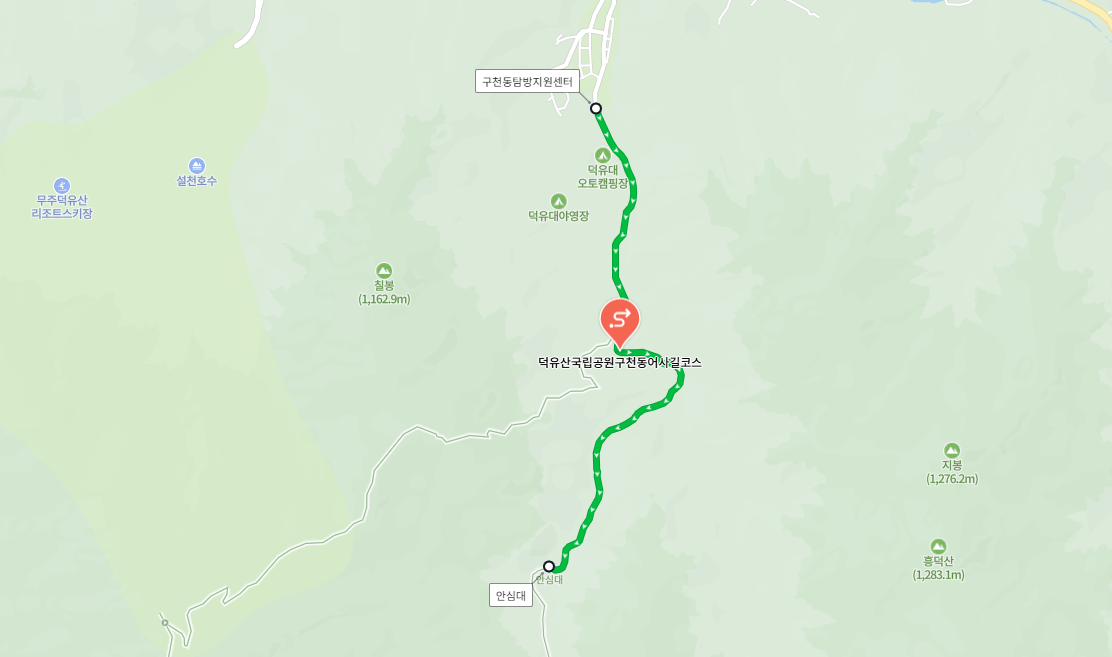 구천동탐방지원센터
덕유대
오토캠핑장
설천호수
무주덕유산
리조트스키장
덕유대야영장
칠봉
(1,162.9m)
덕유산국립공원구천동어사길코스
지봉
(1,276.2m)
흥덕산
(1,283.1m)
안심대
안심대